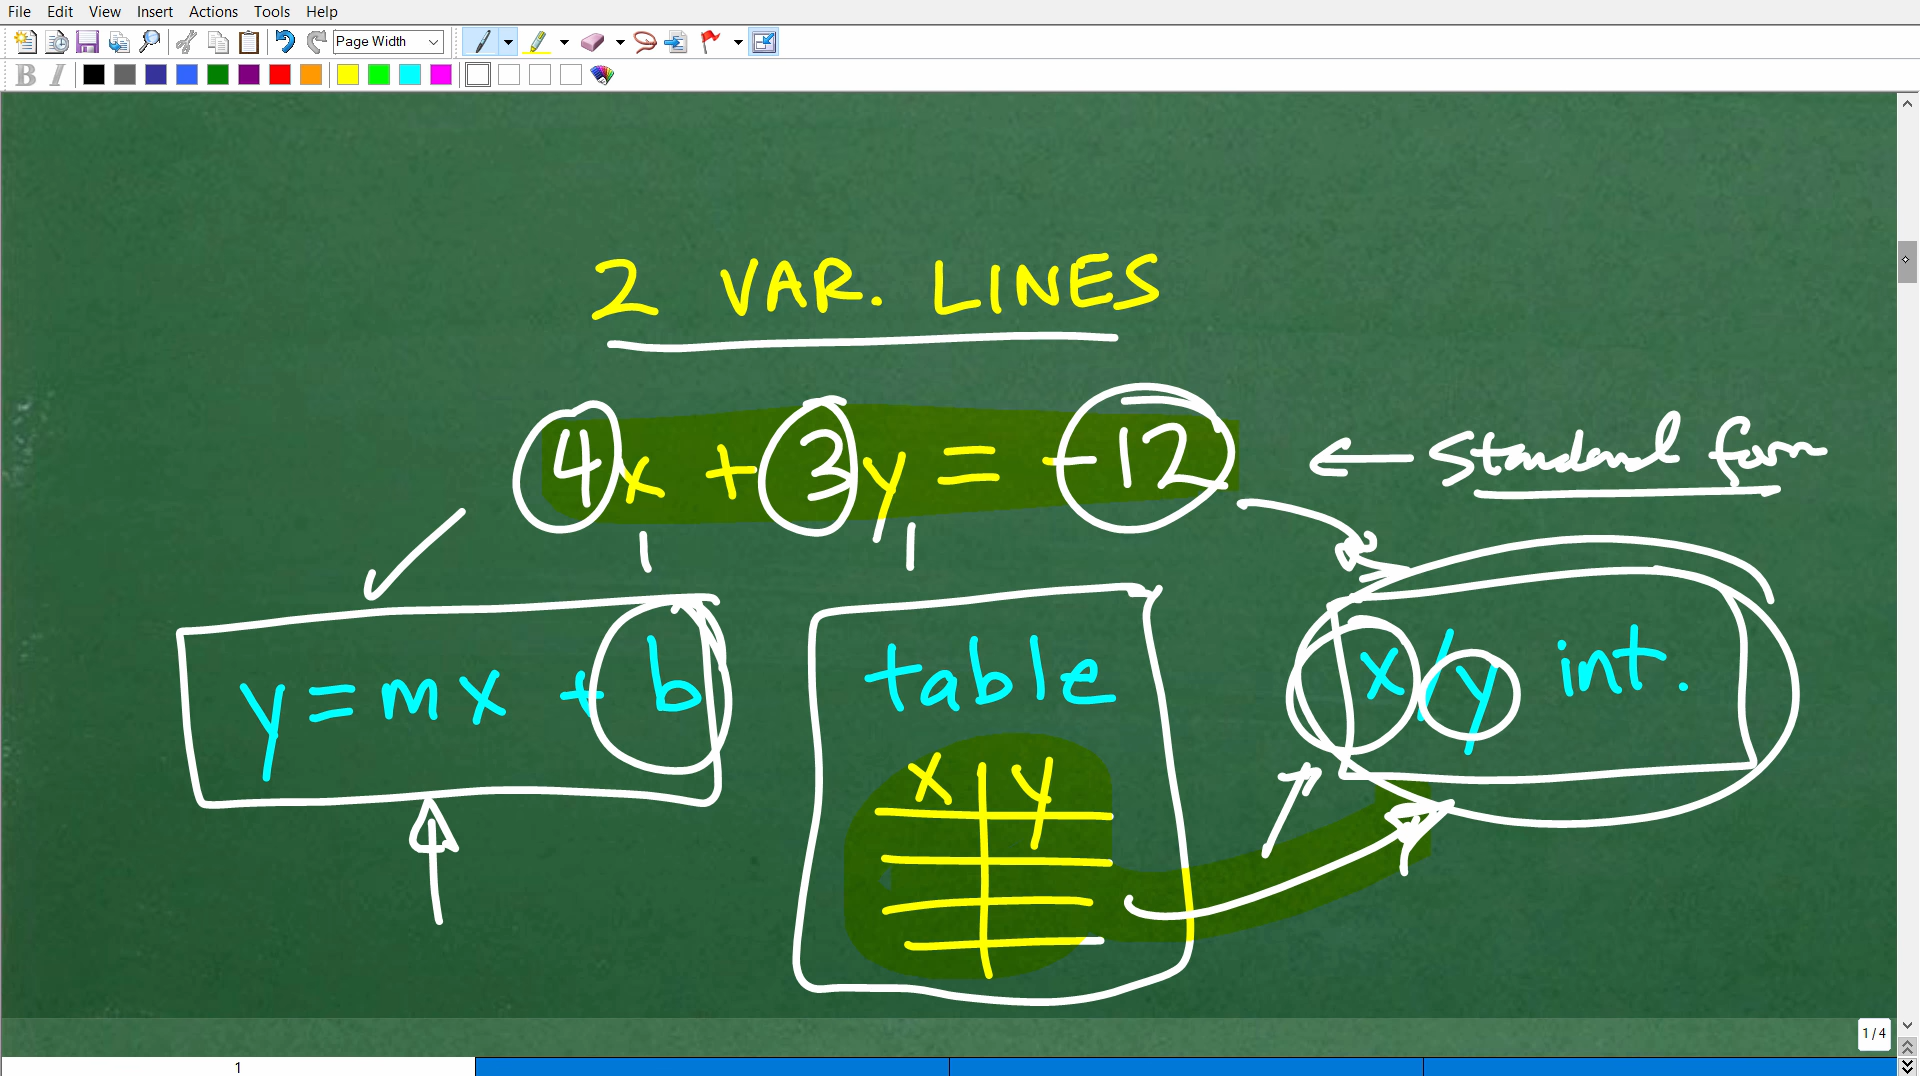 File Edit View Insert Actions Tools Help
Page Width
B I
2 VAR. LINES
4x + 3y = -12 ← Standard form
y = mx + b
table
x/y int.
x y
1 / 4
1